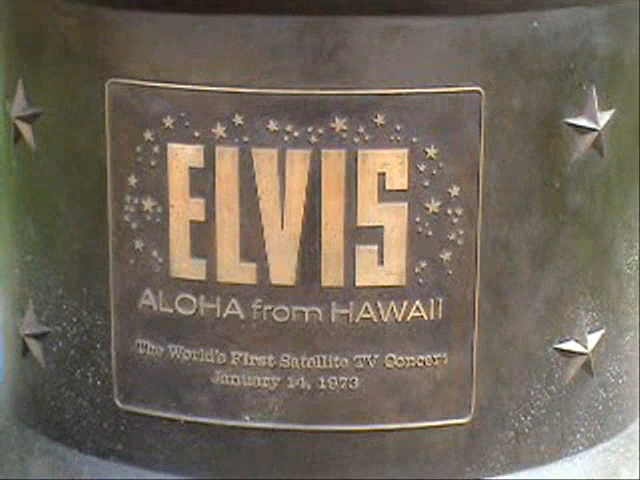 ELVIS
ALOHA from HAWAII
The World's First Satellite TV Concert
January 14, 1973